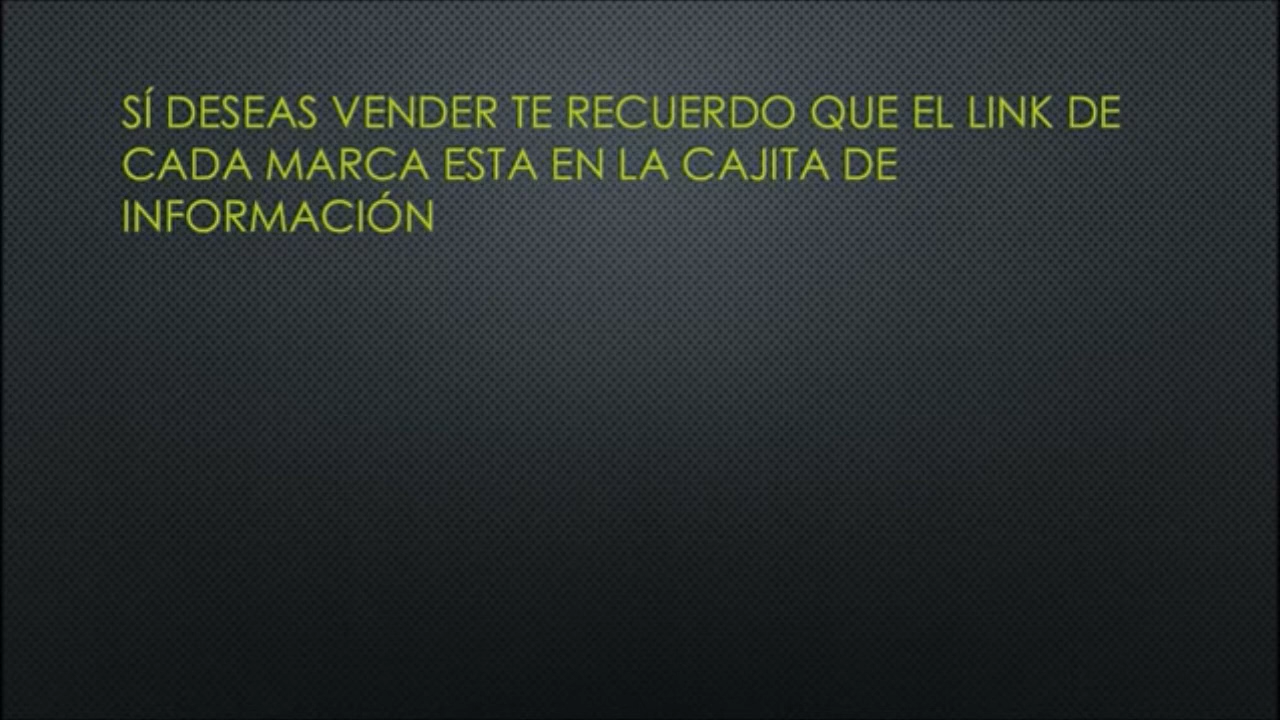 SÍ DESEAS VENDER TE RECUERDO QUE EL LINK DE
CADA MARCA ESTA EN LA CAJITA DE
INFORMACIÓN